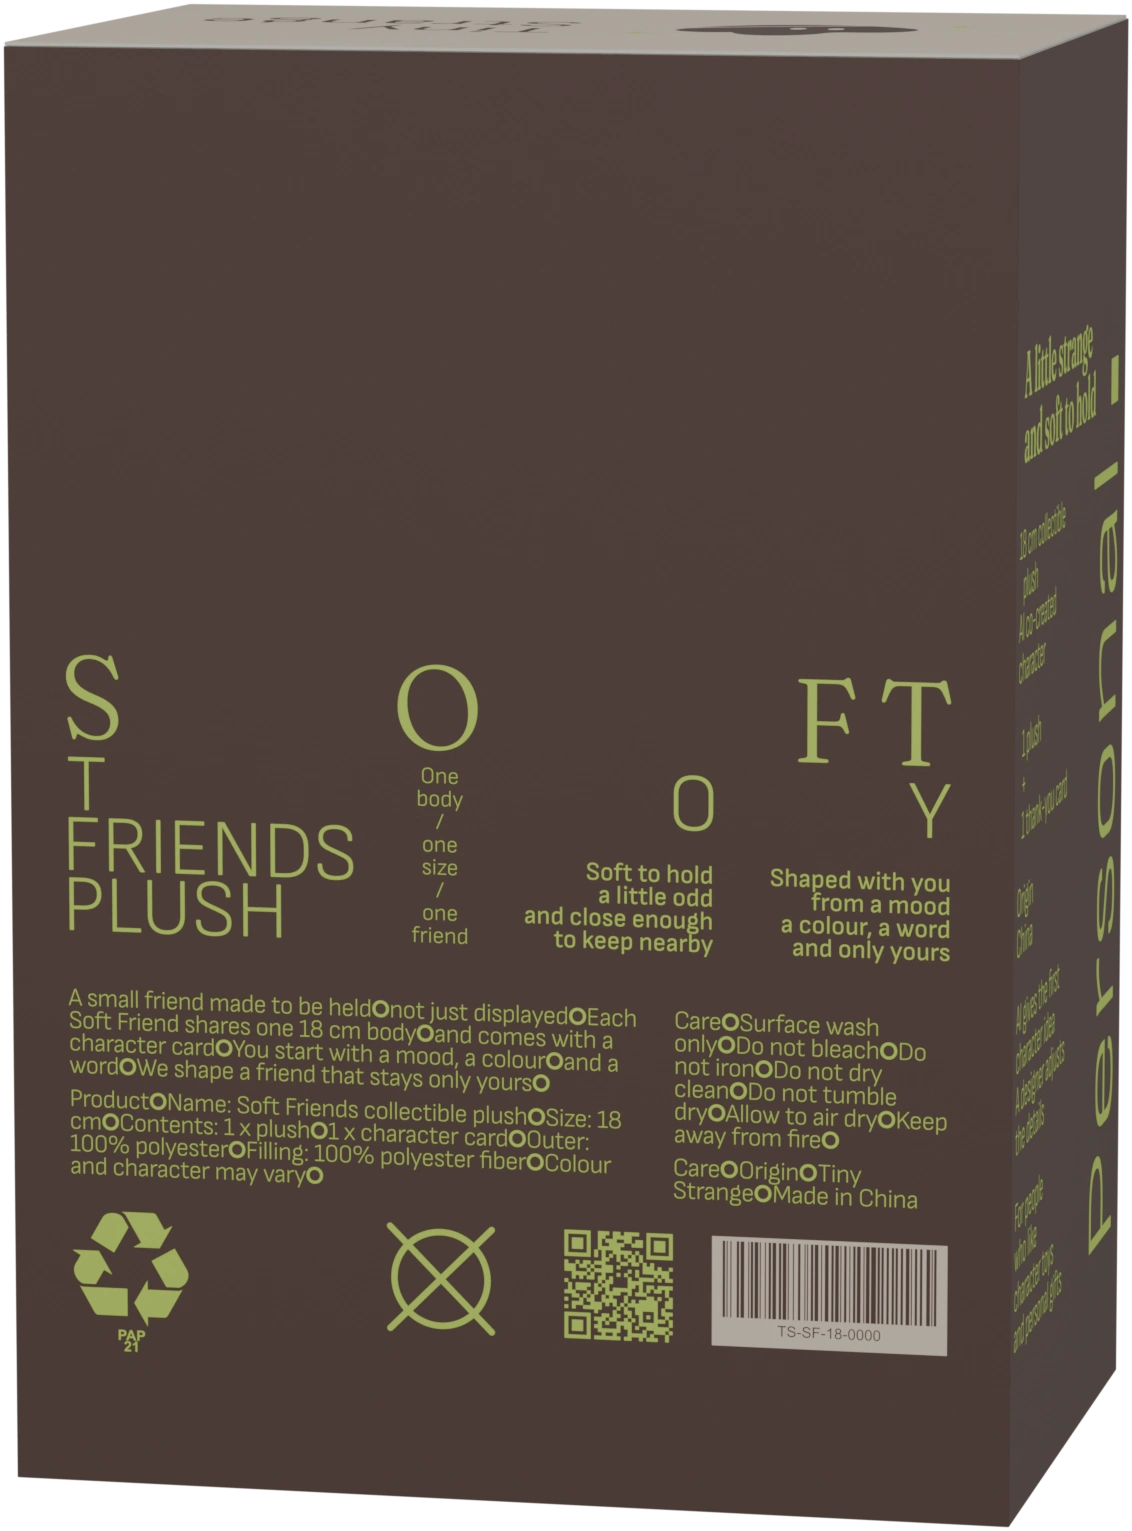 Tiny
Strange
S O FT
T
O
Y
FRIENDS
PLUSH
One
body
/
one
size
/
one
friend
Soft to hold
a little odd
and close enough
to keep nearby
Shaped with you
from a mood
a colour, a word
and only yours
A small friend made to be held
not just displayed
Each
Soft Friend shares one 18 cm body
and comes with a
character card
You start with a mood, a colour
and a
word
We shape a friend that stays only yours
Product
Name: Soft Friends collectible plush
Size: 18
cm
Contents: 1 x plush
1 x character card
Outer:
100% polyester
Filling: 100% polyester fiber
Colour
and character may vary
Care
Surface wash
only
Do not bleach
Do
not iron
Do not dry
clean
Do not tumble
dry
Allow to air dry
Keep
away from fire
Care
Origin
Tiny
Strange
Made in China
PAP
21
TS-SF-18-0000
A little strange
and soft to hold
18 cm collectible
plush
AI co-created
character
1 plush
+
1 thank-you card
Origin
China
AI gives the first
character idea
A designer adjusts
the details
For people
who like
character toys
and personal gifts
Personal